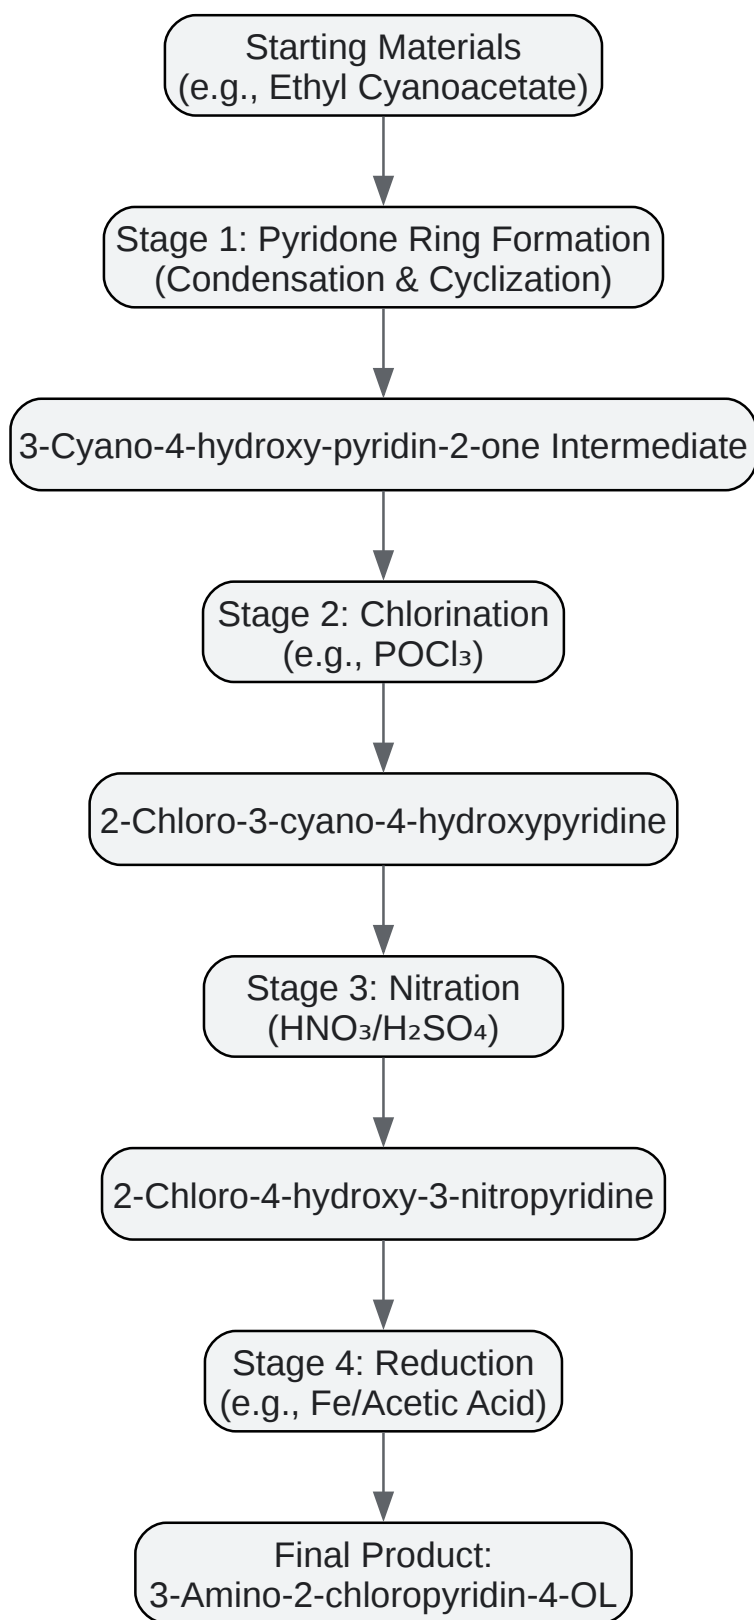 Starting Materials
(e.g., Ethyl Cyanoacetate)
Stage 1: Pyridone Ring Formation
(Condensation & Cyclization)
3-Cyano-4-hydroxy-pyridin-2-one Intermediate
Stage 2: Chlorination
(e.g., POCl₃)
2-Chloro-3-cyano-4-hydroxypyridine
Stage 3: Nitration
(HNO₃/H₂SO₄)
2-Chloro-4-hydroxy-3-nitropyridine
Stage 4: Reduction
(e.g., Fe/Acetic Acid)
Final Product:
3-Amino-2-chloropyridin-4-OL